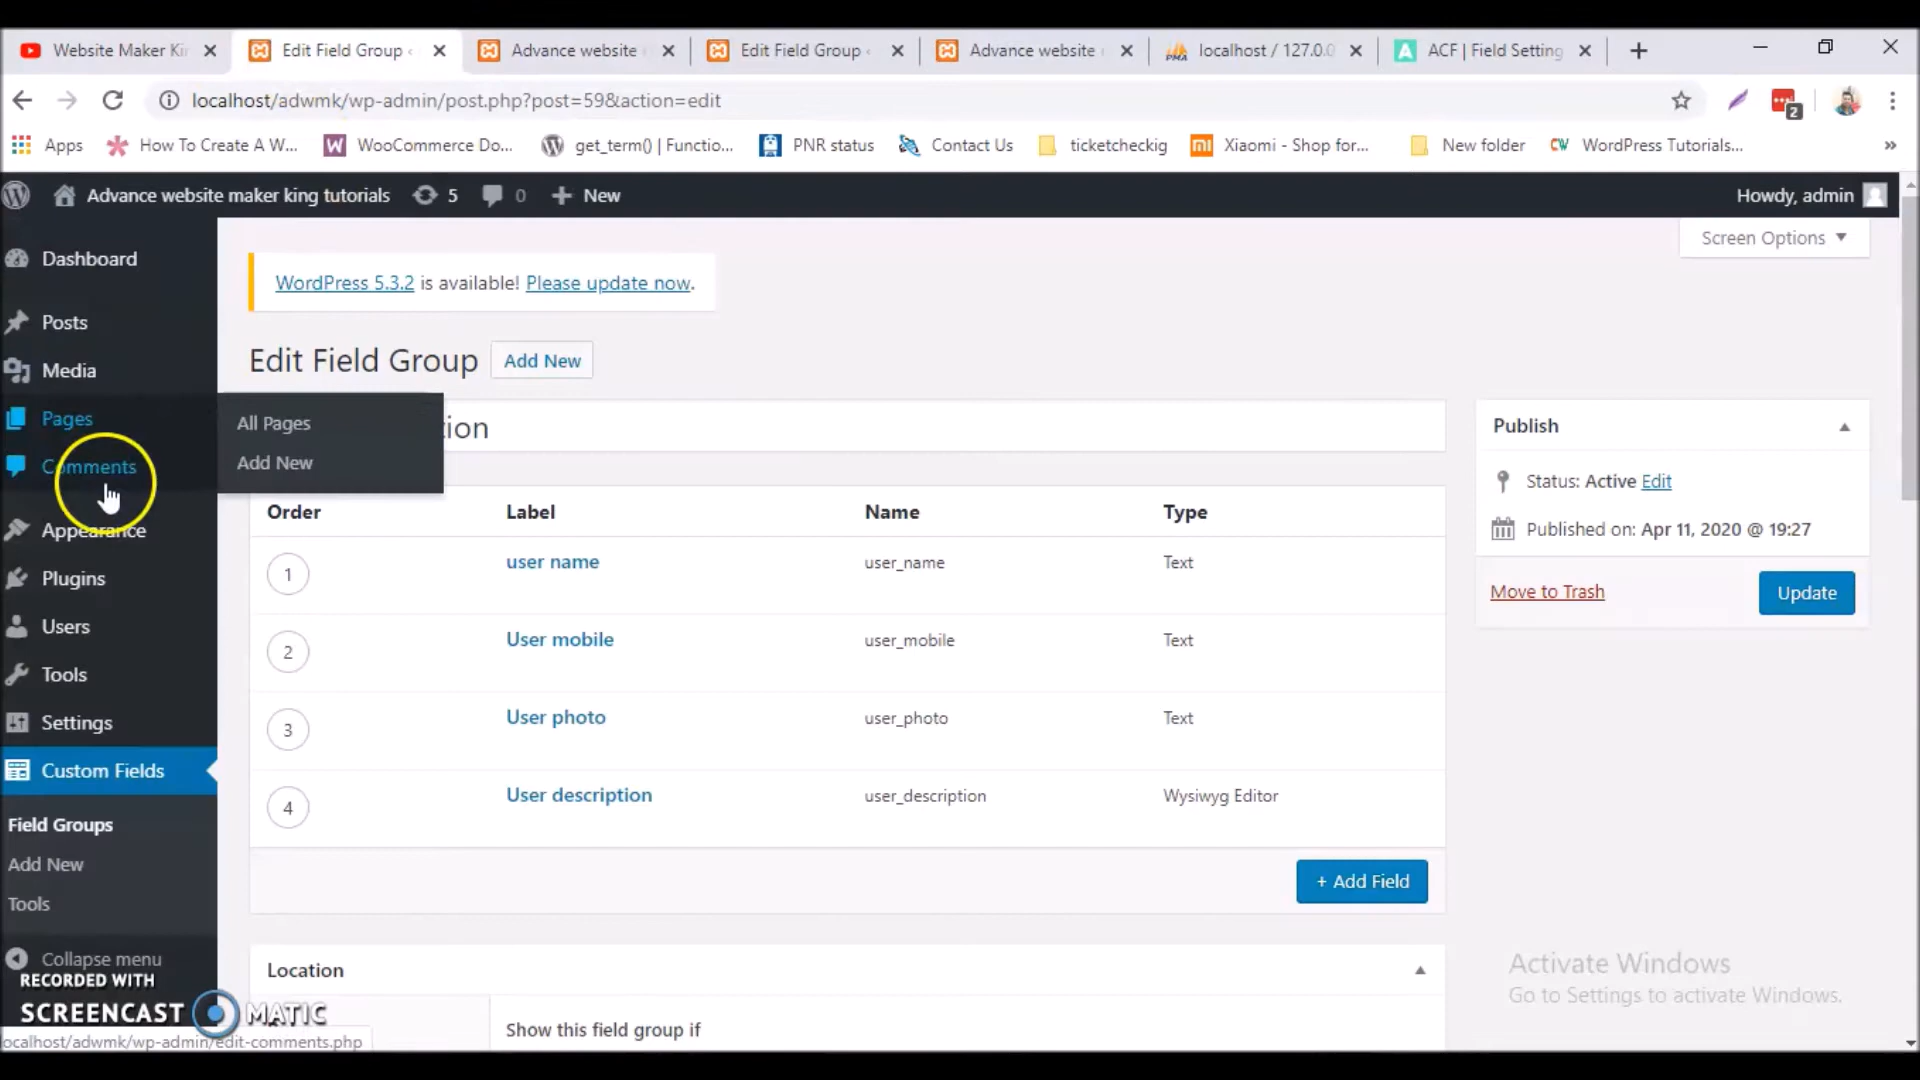 Website Maker Kin
Edit Field Group ‹
Advance website
Edit Field Group ‹
Advance website
localhost / 127.0.0
ACF | Field Setting
localhost/adwmk/wp-admin/post.php?post=59&action=edit
2
Apps
How To Create A W...
WooCommerce Do...
get_term() | Functio...
PNR status
Contact Us
ticketcheckig
Xiaomi - Shop for...
New folder
WordPress Tutorials...
»
Advance website maker king tutorials
5
0
New
Howdy, admin
Screen Options
Dashboard
Posts
Media
Pages
Comments
Appearance
Plugins
Users
Tools
Settings
Custom Fields
Field Groups
Add New
Tools
Collapse menu
All Pages
Add New
WordPress 5.3.2 is available! Please update now.
Edit Field Group
Add New
tion
Order Label Name Type
1 user name user_name Text
2 User mobile user_mobile Text
3 User photo user_photo Text
4 User description user_description Wysiwyg Editor
+ Add Field
Location
Show this field group if
Publish
Status: Active Edit
Published on: Apr 11, 2020 @ 19:27
Move to Trash
Update
Activate Windows
Go to Settings to activate Windows.
RECORDED WITH
SCREENCAST MATIC
localhost/adwmk/wp-admin/edit-comments.php